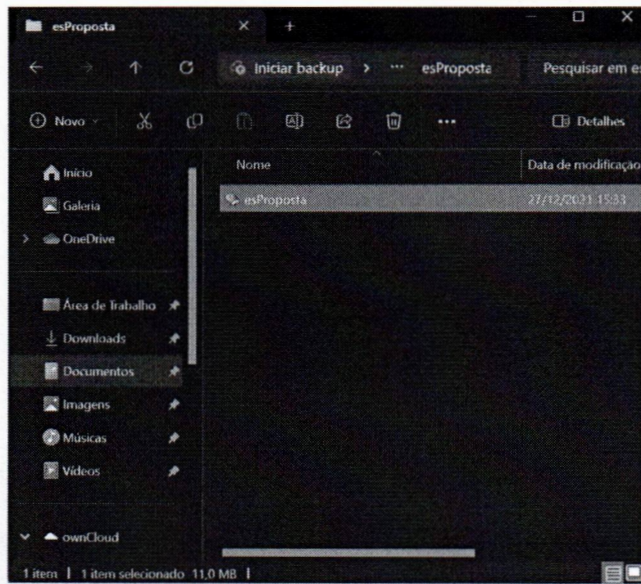 esProposta
Iniciar backup > ... esProposta Pesquisar em es
Novo ... Detalhes
Início
Galeria
OneDrive
Área de Trabalho
Downloads
Documentos
Imagens
Músicas
Vídeos
ownCloud
Nome Data de modificação
esProposta 27/12/2021 15:33
1 item | 1 item selecionado 11,0 MB |